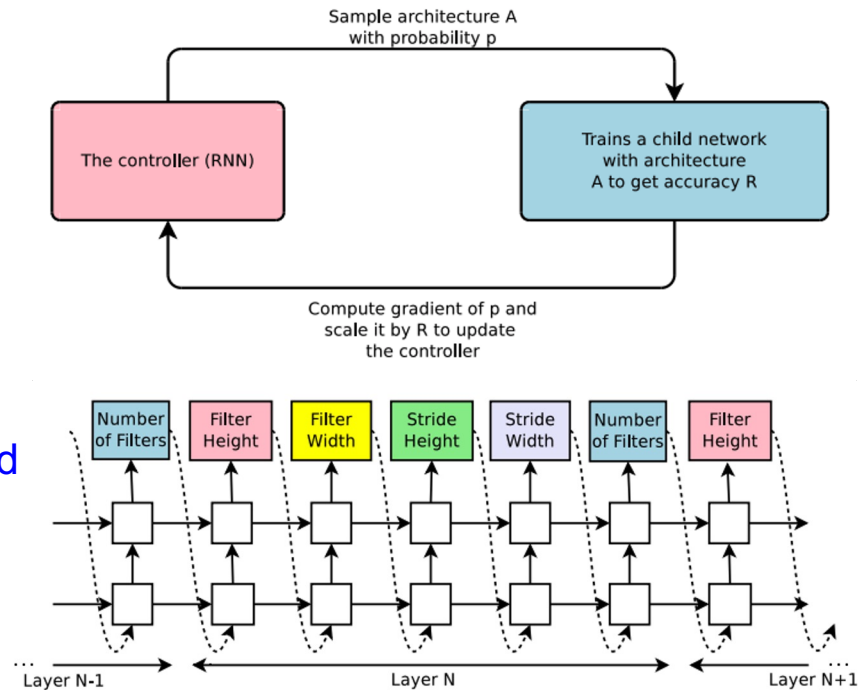 Sample architecture A
with probability p
The controller (RNN)
Trains a child network
with architecture
A to get accuracy R
Compute gradient of p and
scale it by R to update
the controller
Number
of Filters
Filter
Height
Filter
Width
Stride
Height
Stride
Width
Number
of Filters
Filter
Height
d
... Layer N-1
Layer N
Layer N+1 ...